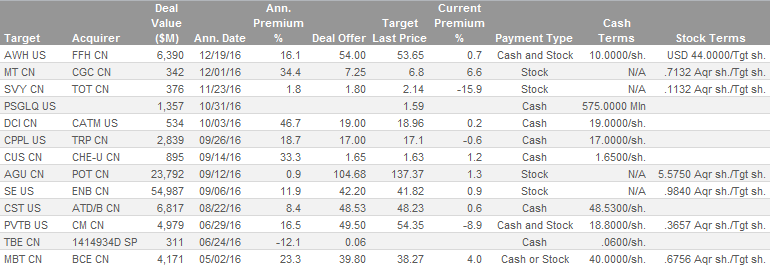 Target Acquirer Deal Value ($M) Ann. Date Ann. Premium % Deal Offer Target Last Price Current Premium % Payment Type Cash Terms Stock Terms
AWH US FFH CN 6,390 12/19/16 16.1 54.00 53.65 0.7 Cash and Stock 10.0000/sh. USD 44.0000/Tgt sh.
MT CN CGC CN 342 12/01/16 34.4 7.25 6.8 6.6 Stock N/A .7132 Aqr sh./Tgt sh.
SVY CN TOT CN 376 11/23/16 1.8 1.80 2.14 -15.9 Stock N/A .1132 Aqr sh./Tgt sh.
PSGLQ US 1,357 10/31/16 1.59 Cash 575.0000 Mln
DCI CN CATM US 534 10/03/16 46.7 19.00 18.96 0.2 Cash 19.0000/sh.
CPPL US TRP CN 2,839 09/26/16 18.7 17.00 17.1 -0.6 Cash 17.0000/sh.
CUS CN CHE-U CN 895 09/14/16 33.3 1.65 1.63 1.2 Cash 1.6500/sh.
AGU CN POT CN 23,792 09/12/16 0.9 104.68 137.37 1.3 Stock N/A 5.5750 Aqr sh./Tgt sh.
SE US ENB CN 54,987 09/06/16 11.9 42.20 41.82 0.9 Stock N/A .9840 Aqr sh./Tgt sh.
CST US ATD/B CN 6,817 08/22/16 8.4 48.53 48.23 0.6 Cash 48.5300/sh.
PVTB US CM CN 4,979 06/29/16 16.5 49.50 54.35 -8.9 Cash and Stock 18.8000/sh. .3657 Aqr sh./Tgt sh.
TBE CN 1414934D SP 311 06/24/16 -12.1 0.06 Cash .0600/sh.
MBT CN BCE CN 4,171 05/02/16 23.3 39.80 38.27 4.0 Cash or Stock 40.0000/sh. .6756 Aqr sh./Tgt sh.